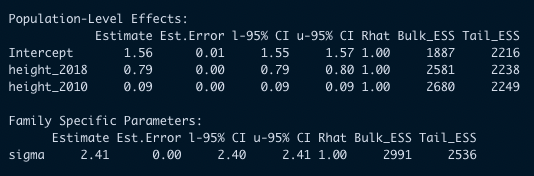 Population-Level Effects:
Estimate Est.Error l-95% CI u-95% CI Rhat Bulk_ESS Tail_ESS
Intercept 1.56 0.01 1.55 1.57 1.00 1887 2216
height_2018 0.79 0.00 0.79 0.80 1.00 2581 2238
height_2010 0.09 0.00 0.09 0.09 1.00 2680 2249
Family Specific Parameters:
Estimate Est.Error l-95% CI u-95% CI Rhat Bulk_ESS Tail_ESS
sigma 2.41 0.00 2.40 2.41 1.00 2991 2536